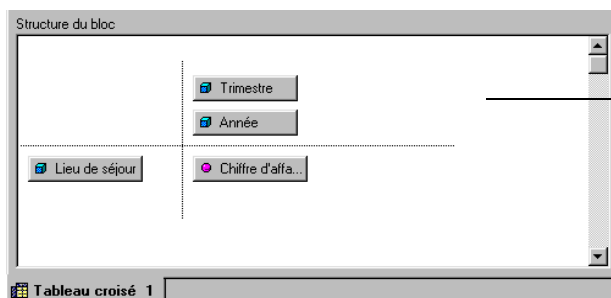 Structure du bloc
Trimestre
Année
Lieu de séjour
Chiffre d'affa...
Tableau croisé 1